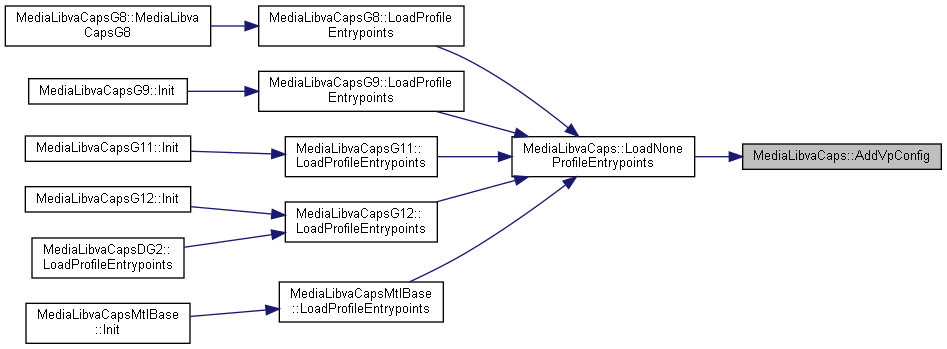 MediaLibvaCapsG8::MediaLibva
CapsG8
MediaLibvaCapsG8::LoadProfile
Entrypoints
MediaLibvaCapsG9::Init
MediaLibvaCapsG9::LoadProfile
Entrypoints
MediaLibvaCapsG11::Init
MediaLibvaCapsG11::
LoadProfileEntrypoints
MediaLibvaCaps::LoadNone
ProfileEntrypoints
MediaLibvaCaps::AddVpConfig
MediaLibvaCapsG12::Init
MediaLibvaCapsG12::
LoadProfileEntrypoints
MediaLibvaCapsDG2::
LoadProfileEntrypoints
MediaLibvaCapsMtlBase
::LoadProfileEntrypoints
MediaLibvaCapsMtlBase
::Init